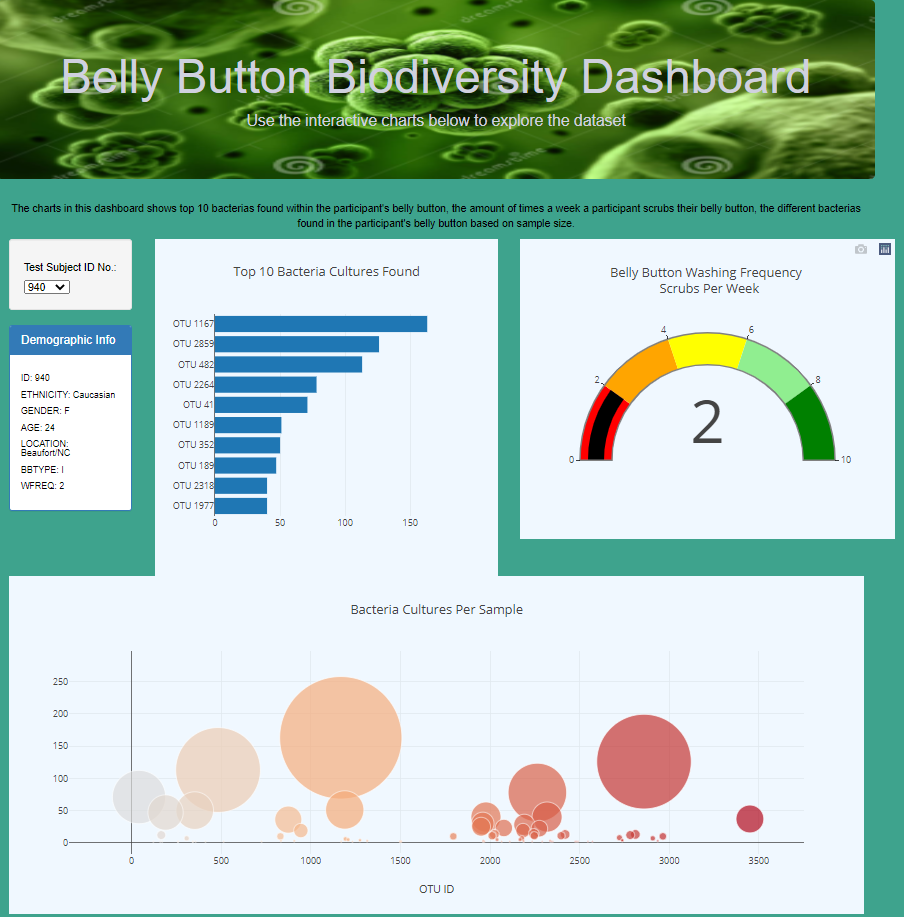 Belly Button Biodiversity Dashboard
Use the interactive charts below to explore the dataset
The charts in this dashboard shows top 10 bacterias found within the participant's belly button, the amount of times a week a participant scrubs their belly button, the different bacterias
found in the participant's belly button based on sample size.
Test Subject ID No.:
940
Demographic Info
ID: 940
ETHNICITY: Caucasian
GENDER: F
AGE: 24
LOCATION:
Beaufort/NC
BBTYPE: I
WFREQ: 2
Top 10 Bacteria Cultures Found
OTU 1167
OTU 2859
OTU 482
OTU 2264
OTU 41
OTU 1189
OTU 352
OTU 189
OTU 2318
OTU 1977
0 50 100 150
Belly Button Washing Frequency
Scrubs Per Week
4 6
2 8
2
0 10
Bacteria Cultures Per Sample
250
200
150
100
50
0
0 500 1000 1500 2000 2500 3000 3500
OTU ID